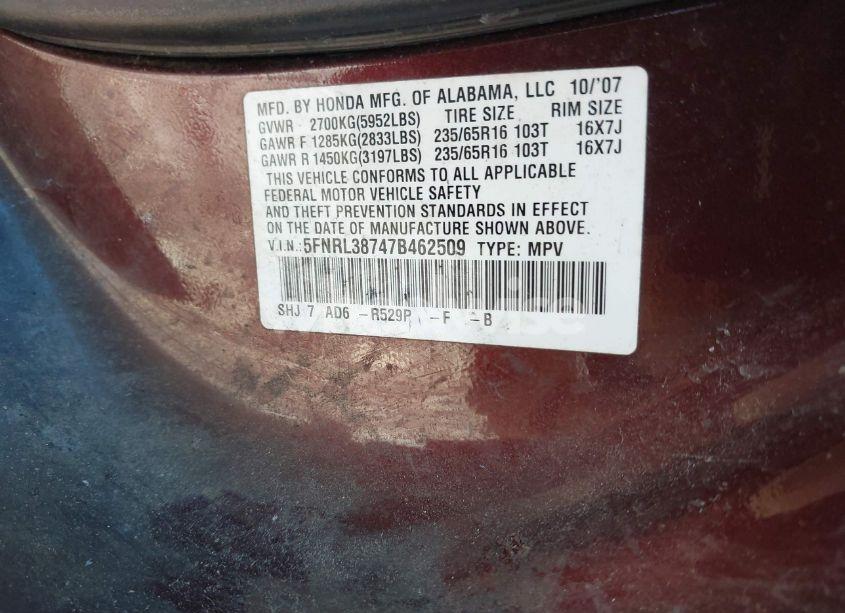 MFD. BY HONDA MFG. OF ALABAMA, LLC 10/'07
GVWR 2700KG(5952LBS) TIRE SIZE RIM SIZE
GAWR F 1285KG(2833LBS) 235/65R16 103T 16X7J
GAWR R 1450KG(3197LBS) 235/65R16 103T 16X7J
THIS VEHICLE CONFORMS TO ALL APPLICABLE
FEDERAL MOTOR VEHICLE SAFETY
AND THEFT PREVENTION STANDARDS IN EFFECT
ON THE DATE OF MANUFACTURE SHOWN ABOVE.
V.I.N.: 5FNRL38747B462509 TYPE: MPV
SHJ 7 AD6 -R529P -F -B